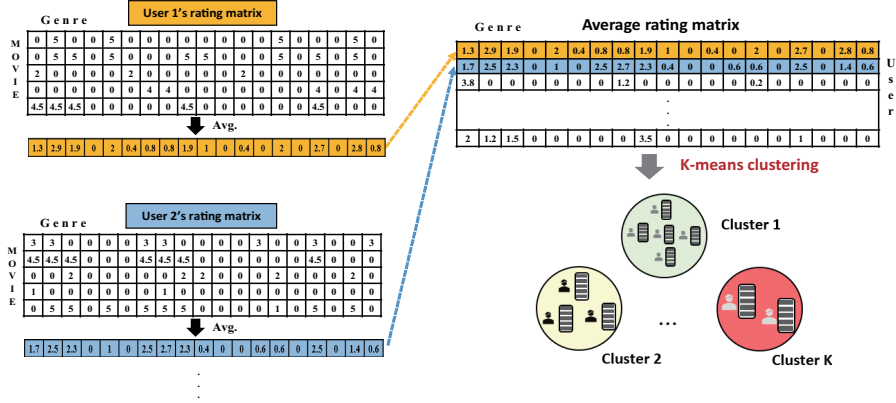 User 1's rating matrix
Genre
MOVIE
0 5 0 0 5 0 0 0 0 0 0 0 0 5 0 0 0 5 0
0 5 5 0 5 0 0 0 5 5 0 0 0 5 0 5 0 5 0
2 0 0 0 0 2 0 0 0 0 0 2 0 0 0 0 0 0 0
0 0 0 0 0 0 4 4 0 0 0 0 0 0 0 4 0 4 4
4.5 4.5 4.5 0 0 0 0 0 4.5 0 0 0 0 0 0 4.5 0 0 0
Avg.
1.3 2.9 1.9 0 2 0.4 0.8 0.8 1.9 1 0 0.4 0 2 0 2.7 0 2.8 0.8
User 2's rating matrix
Genre
MOVIE
3 3 0 0 0 0 3 3 0 0 0 0 3 0 0 3 0 0 3
4.5 4.5 4.5 0 0 0 4.5 4.5 4.5 0 0 0 0 0 0 4.5 0 0 0
0 0 2 0 0 0 0 0 2 2 0 0 0 2 0 0 0 2 0
1 0 0 0 0 0 0 0 0 0 0 0 0 0 0 0 0 0 0
0 5 5 0 5 0 5 5 5 0 0 0 0 1 0 5 0 5 0
Avg.
1.7 2.5 2.3 0 1 0 2.5 2.7 2.3 0.4 0 0 0.6 0.6 0 2.5 0 1.4 0.6
Average rating matrix
Genre
User
1.3 2.9 1.9 0 2 0.4 0.8 0.8 1.9 1 0 0.4 0 2 0 2.7 0 2.8 0.8
1.7 2.5 2.3 0 1 0 2.5 2.7 2.3 0.4 0 0 0.6 0.6 0 2.5 0 1.4 0.6
3.8 0 0 0 0 0 0 1.2 0 0 0 0 0 0.2 0 0 0 0 0
2 1.2 1.5 0 0 0 0 0 3.5 0 0 0 0 0 0 1 0 0 0
K-means clustering
Cluster 1
Cluster 2
...
Cluster K